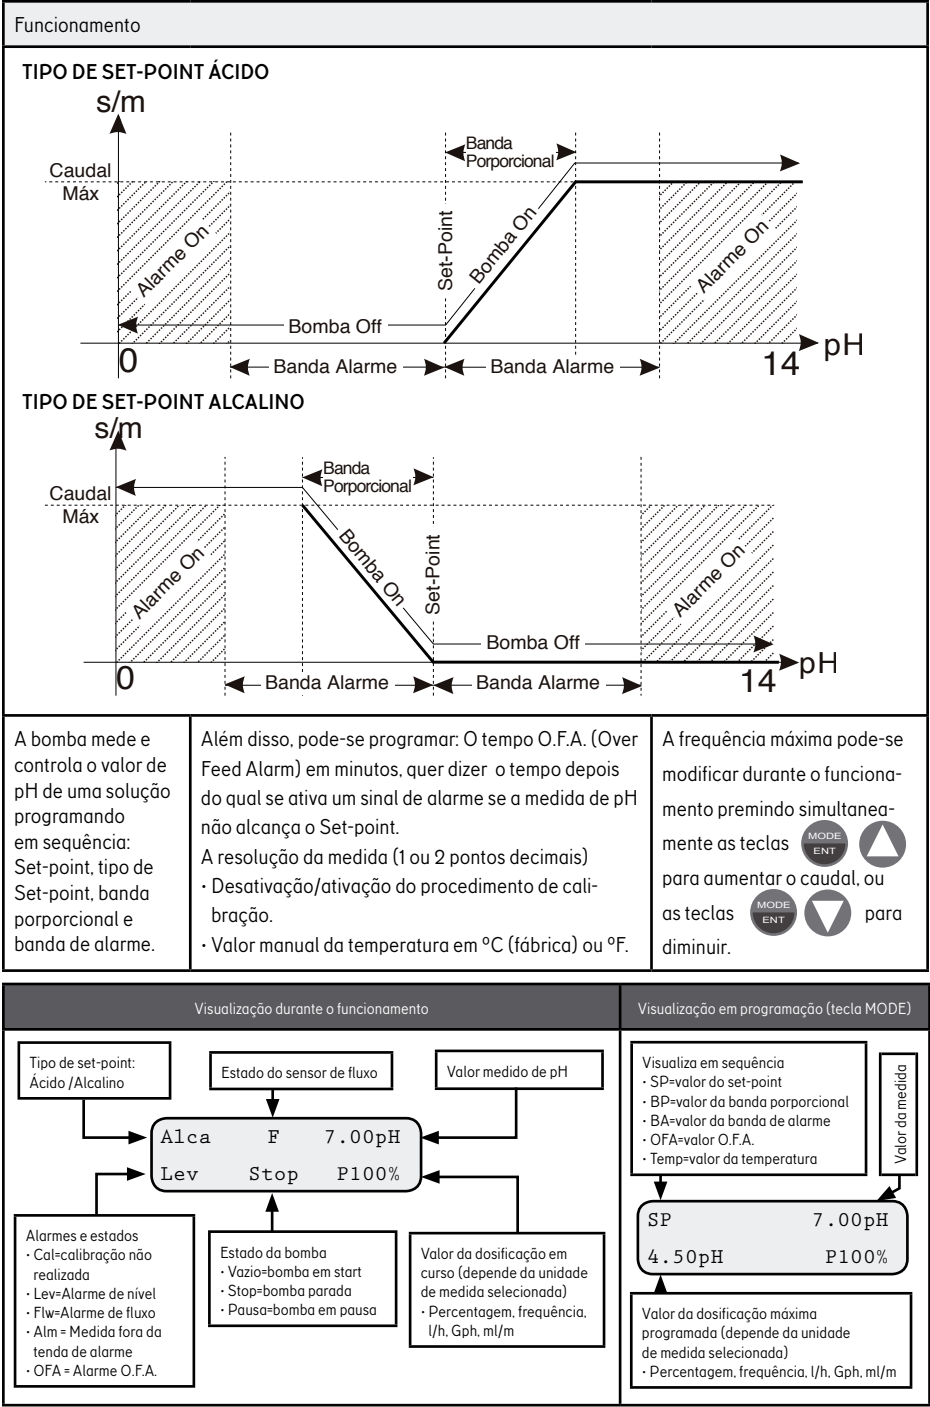 Funcionamento
TIPO DE SET-POINT ÁCIDO
s/m
Caudal
Máx
Banda
Porporcional
Alarme On
Set-Point
Bomba On
Alarme On
Bomba Off
0
Banda Alarme
Banda Alarme
14
pH
TIPO DE SET-POINT ALCALINO
s/m
Caudal
Máx
Banda
Porporcional
Alarme On
Bomba On
Set-Point
Alarme On
Bomba Off
0
Banda Alarme
Banda Alarme
14
pH
A bomba mede e
controla o valor de
pH de uma solução
programando
em sequência:
Set-point, tipo de
Set-point, banda
porporcional e
banda de alarme.
Além disso, pode-se programar: O tempo O.F.A. (Over
Feed Alarm) em minutos, quer dizer o tempo depois
do qual se ativa um sinal de alarme se a medida de pH
não alcança o Set-point.
A resolução da medida (1 ou 2 pontos decimais)
· Desativação/ativação do procedimento de cali-
bração.
· Valor manual da temperatura em ºC (fábrica) ou ºF.
A frequência máxima pode-se
modificar durante o funciona-
mento premindo simultanea-
mente as teclas MODE ENT
para aumentar o caudal, ou
as teclas MODE ENT para
diminuir.
Visualização durante o funcionamento
Tipo de set-point:
Ácido /Alcalino
Estado do sensor de fluxo
Valor medido de pH
Alca F 7.00pH
Lev Stop P100%
Alarmes e estados
· Cal=calibração não
realizada
· Lev=Alarme de nível
· Flw=Alarme de fluxo
· Alm = Medida fora da
tenda de alarme
· OFA = Alarme O.F.A.
Estado da bomba
· Vazio=bomba em start
· Stop=bomba parada
· Pausa=bomba em pausa
Valor da dosificação em
curso (depende da unidade
de medida selecionada)
· Percentagem, frequência,
l/h, Gph, ml/m
Visualização em programação (tecla MODE)
Visualiza em sequência
· SP=valor do set-point
· BP=valor da banda porporcional
· BA=valor da banda de alarme
· OFA=valor O.F.A.
· Temp=valor da temperatura
Valor da medida
SP 7.00pH
4.50pH P100%
Valor da dosificação máxima
programada (depende da unidade
de medida selecionada)
· Percentagem, frequência, l/h, Gph, ml/m